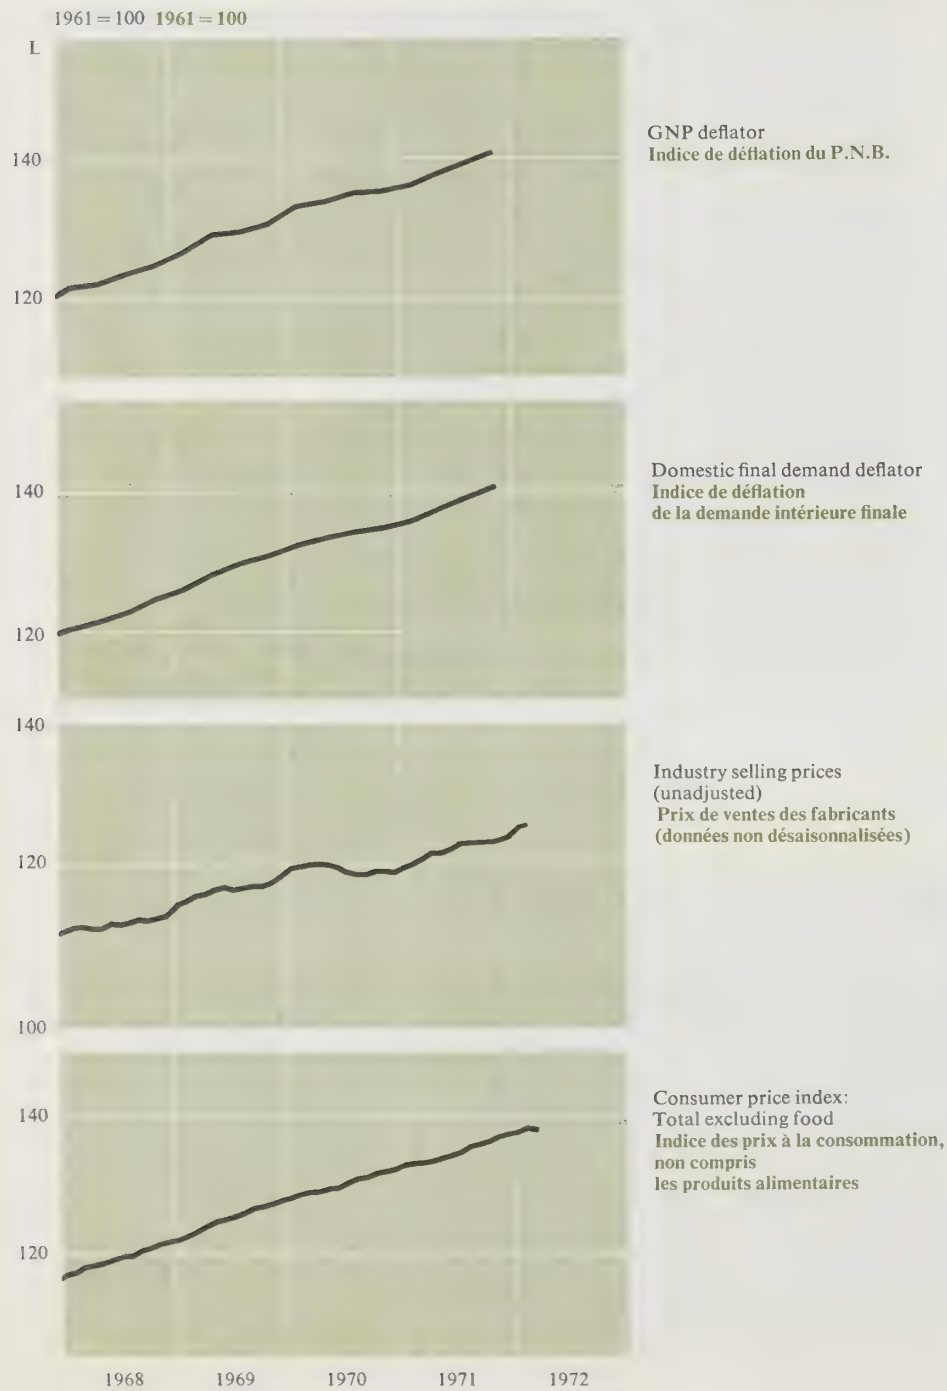 1961 = 100 1961 = 100
L
140
120
GNP deflator
Indice de déflation du P.N.B.
140
120
Domestic final demand deflator
Indice de déflation
de la demande intérieure finale
140
120
100
Industry selling prices
(unadjusted)
Prix de ventes des fabricants
(données non désaisonnalisées)
140
120
Consumer price index:
Total excluding food
Indice des prix à la consommation,
non compris
les produits alimentaires
1968 1969 1970 1971 1972